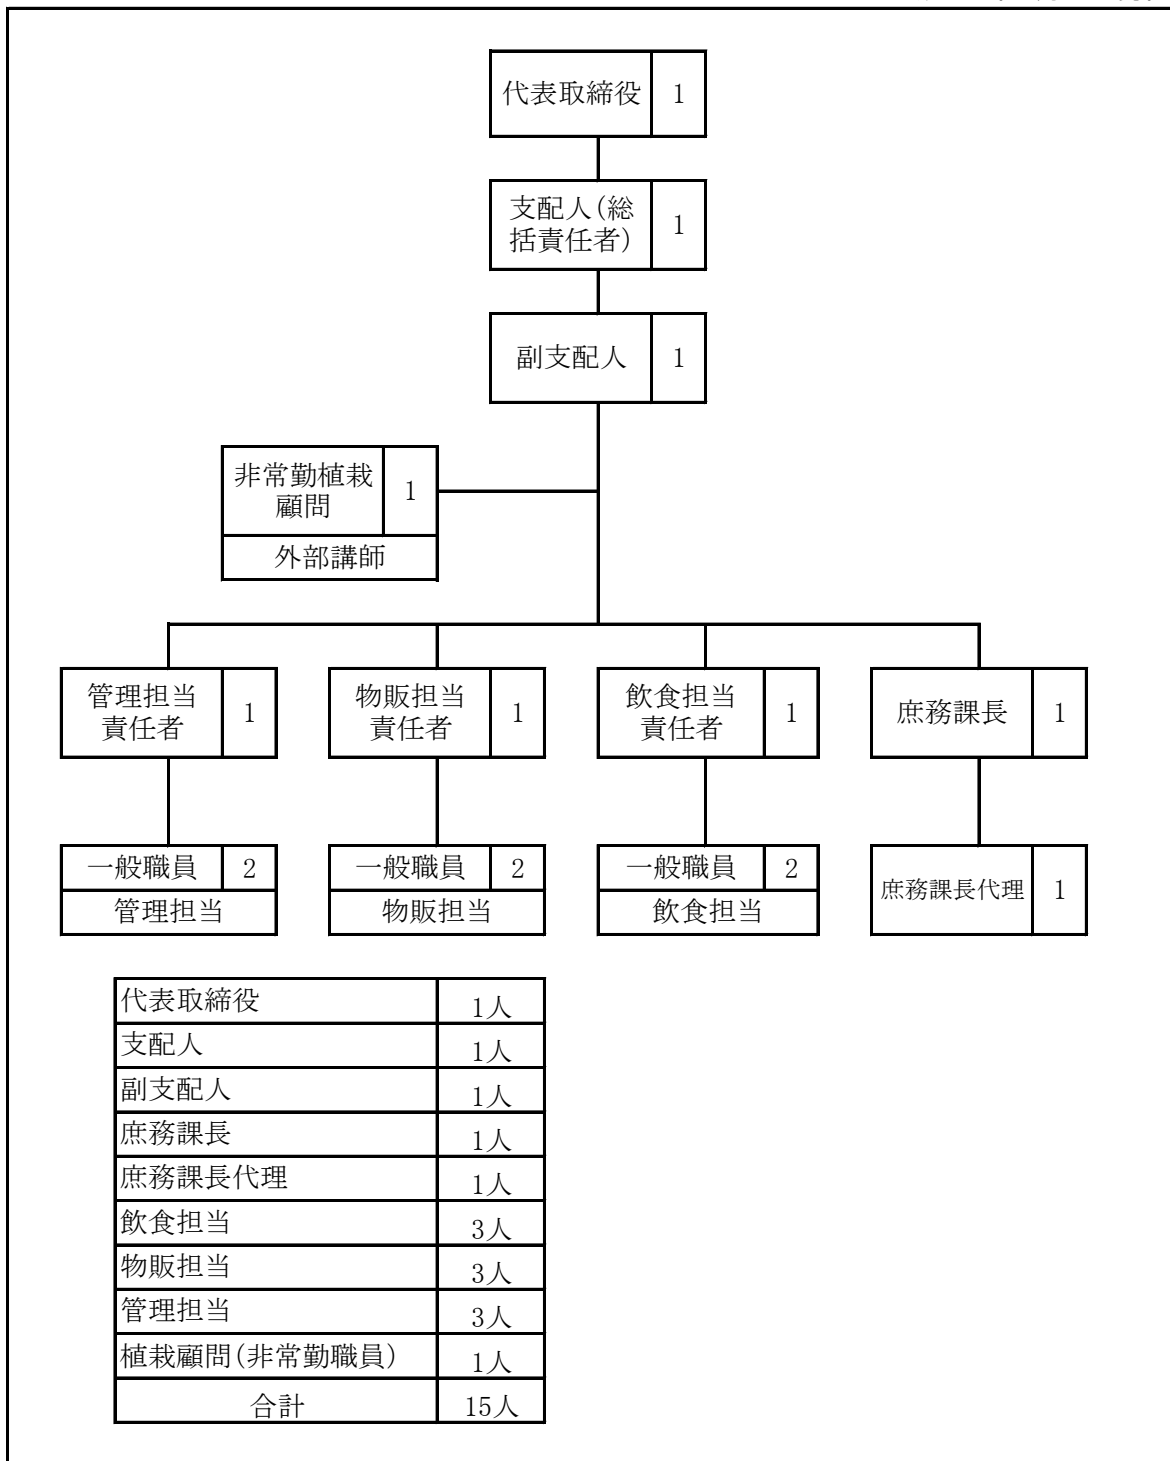 代表取締役 1
支配人(総
括責任者) 1
副支配人 1
非常勤植栽
顧問 1
外部講師
管理担当
責任者 1
物販担当
責任者 1
飲食担当
責任者 1
庶務課長 1
一般職員 2
管理担当
一般職員 2
物販担当
一般職員 2
飲食担当
庶務課長代理 1
代表取締役 1人
支配人 1人
副支配人 1人
庶務課長 1人
庶務課長代理 1人
飲食担当 3人
物販担当 3人
管理担当 3人
植栽顧問(非常勤職員) 1人
合計 15人